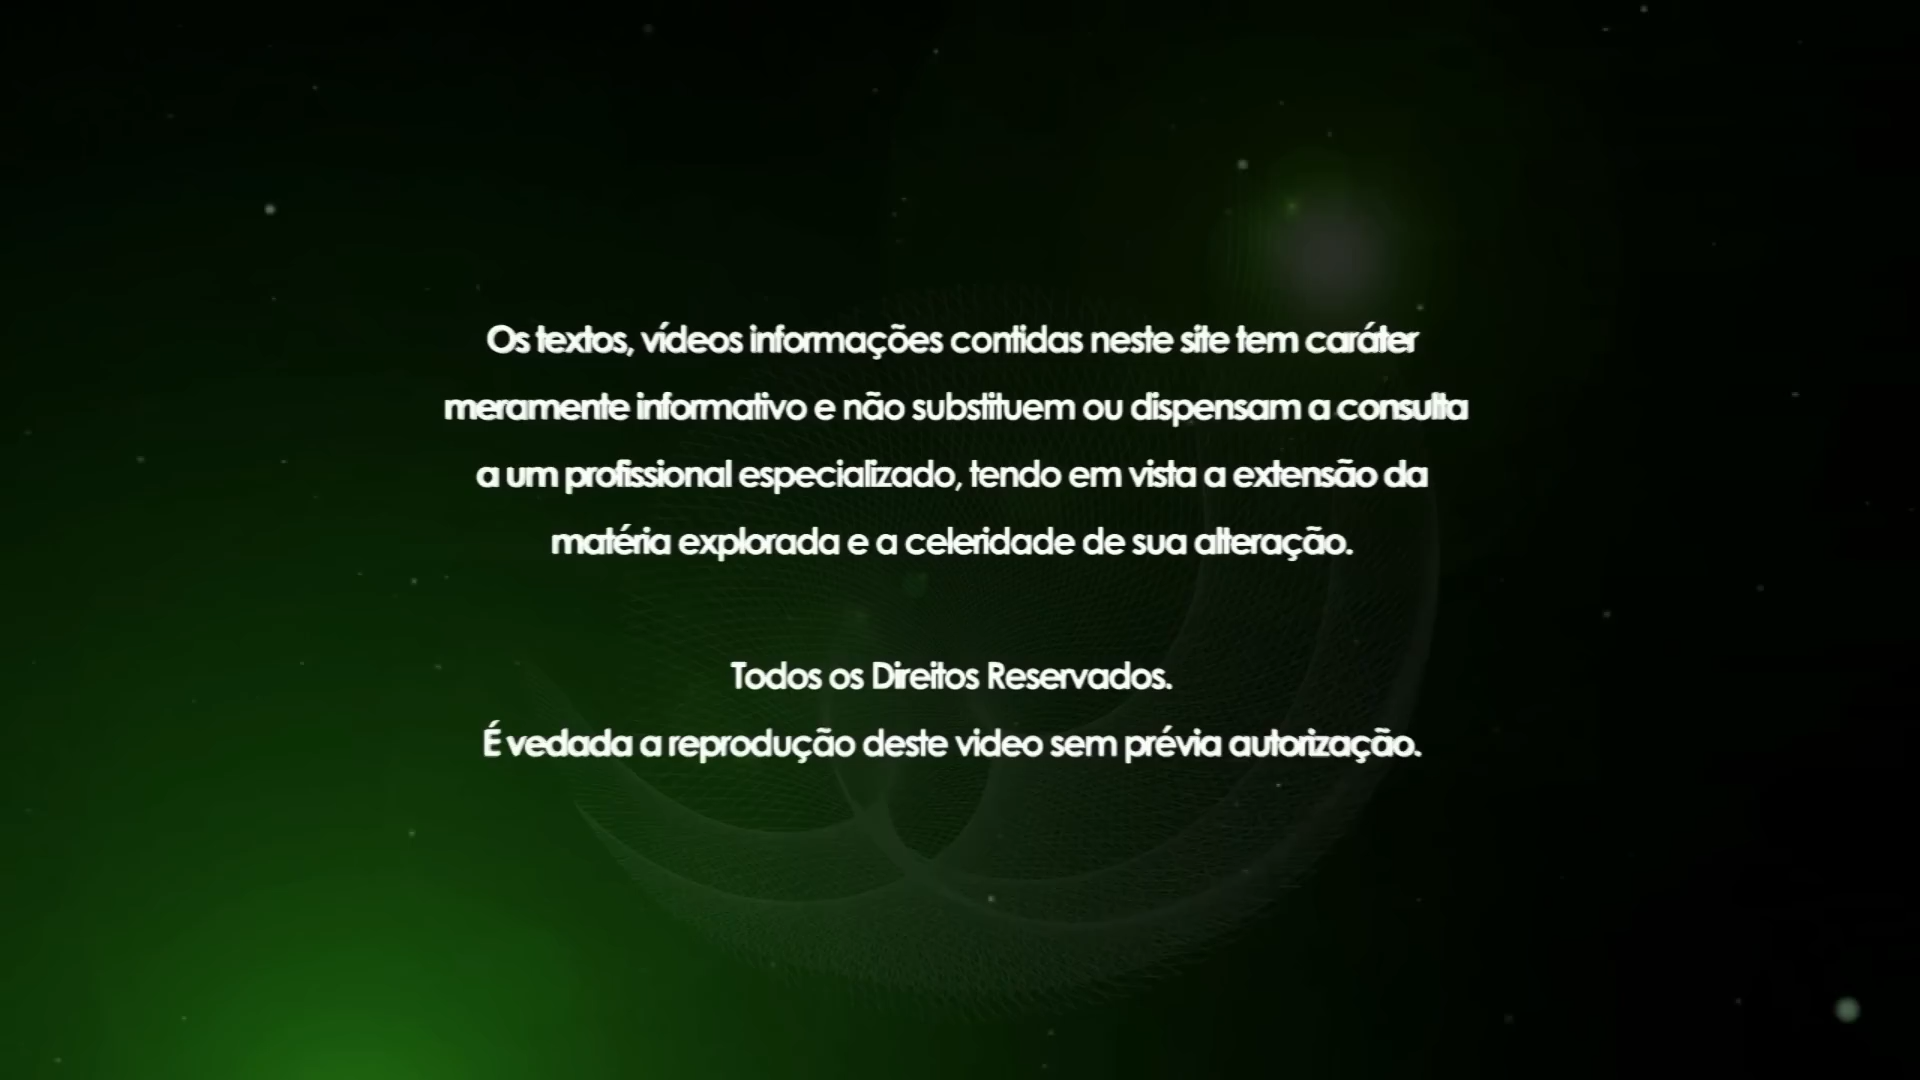 Os textos, vídeos informações contidas neste site tem caráter
meramente informativo e não substituem ou dispensam a consulta
a um profissional especializado, tendo em vista a extensão da
matéria explorada e a celeridade de sua alteração.
Todos os Direitos Reservados.
É vedada a reprodução deste video sem prévia autorização.